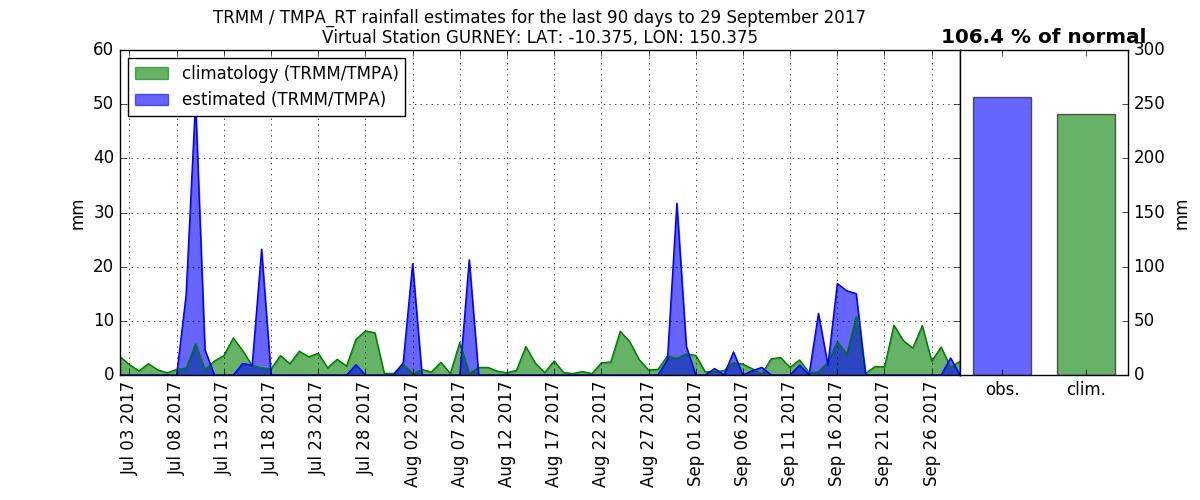 TRMM / TMPA_RT rainfall estimates for the last 90 days to 29 September 2017
Virtual Station GURNEY: LAT: -10.375, LON: 150.375
106.4 % of normal
climatology (TRMM/TMPA)
estimated (TRMM/TMPA)
60
50
40
30
20
10
0
mm
Jul 03 2017
Jul 08 2017
Jul 13 2017
Jul 18 2017
Jul 23 2017
Jul 28 2017
Aug 02 2017
Aug 07 2017
Aug 12 2017
Aug 17 2017
Aug 22 2017
Aug 27 2017
Sep 01 2017
Sep 06 2017
Sep 11 2017
Sep 16 2017
Sep 21 2017
Sep 26 2017
obs.
clim.
300
250
200
150
100
50
0
mm